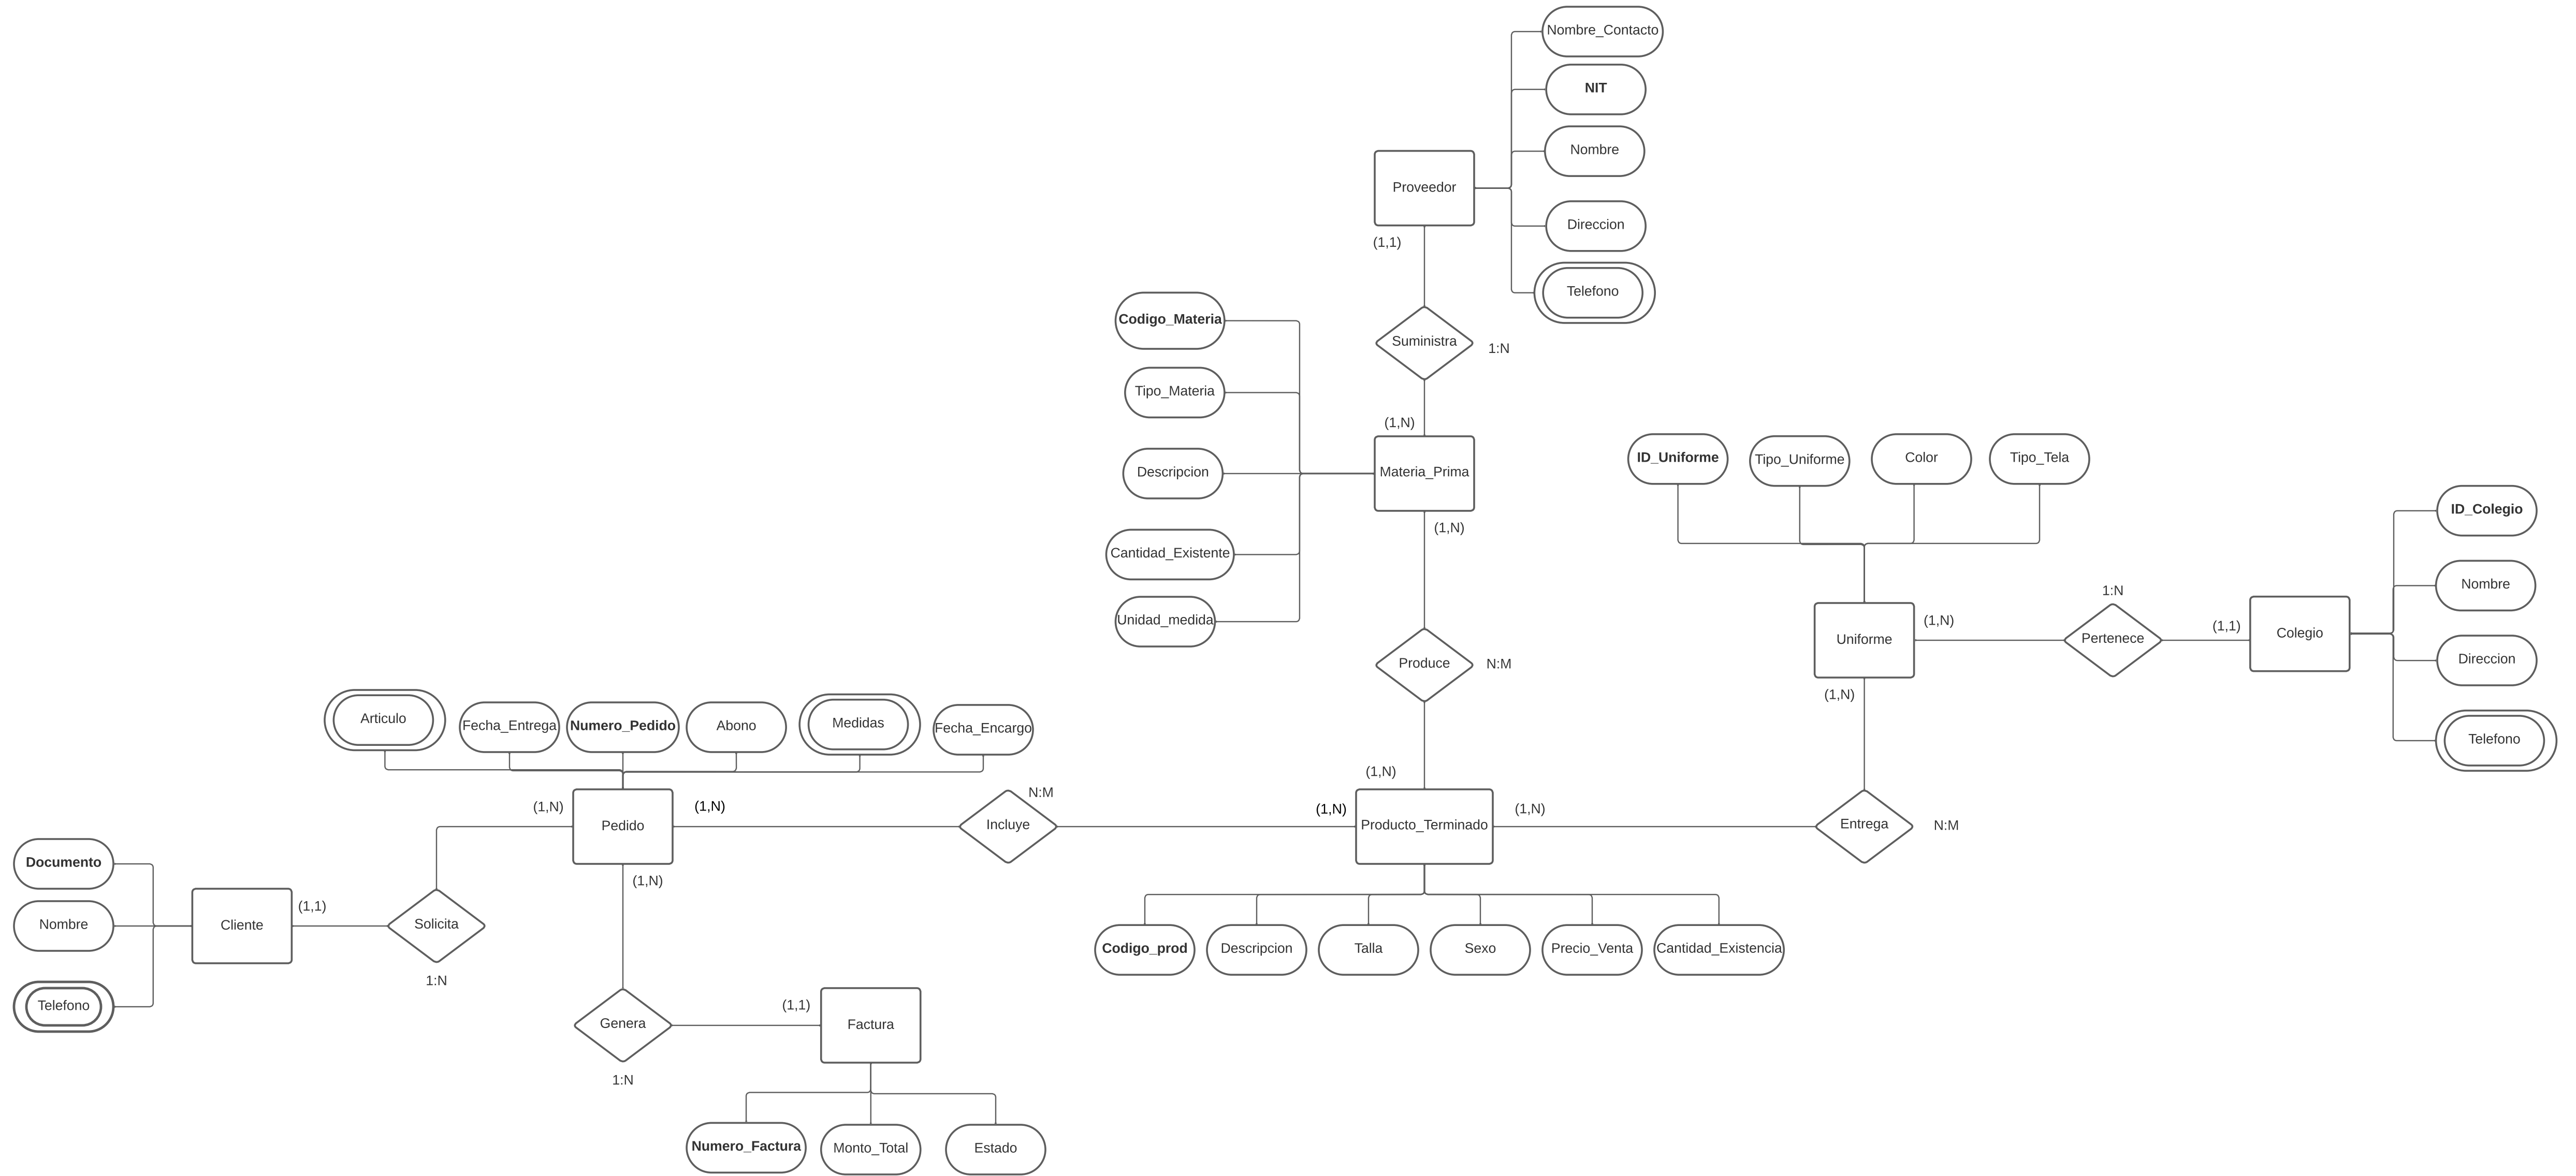 Nombre_Contacto
NIT
Nombre
Proveedor
Direccion
(1,1)
Telefono
Codigo_Materia
Suministra
1:N
Tipo_Materia
(1,N)
Descripcion
Materia_Prima
(1,N)
Cantidad_Existente
Unidad_medida
Produce
N:M
(1,N)
ID_Uniforme
Tipo_Uniforme
Color
Tipo_Tela
Uniforme
(1,N)
1:N
Pertenece
(1,1)
Colegio
ID_Colegio
Nombre
Direccion
Telefono
(1,N)
Entrega
N:M
Articulo
Fecha_Entrega
Numero_Pedido
Abono
Medidas
Fecha_Encargo
(1,N)
Pedido
(1,N)
N:M
Incluye
(1,N)
Producto_Terminado
(1,N)
(1,N)
Documento
Nombre
Telefono
Cliente
(1,1)
Solicita
1:N
Codigo_prod
Descripcion
Talla
Sexo
Precio_Venta
Cantidad_Existencia
Genera
1:N
(1,1)
Factura
Numero_Factura
Monto_Total
Estado